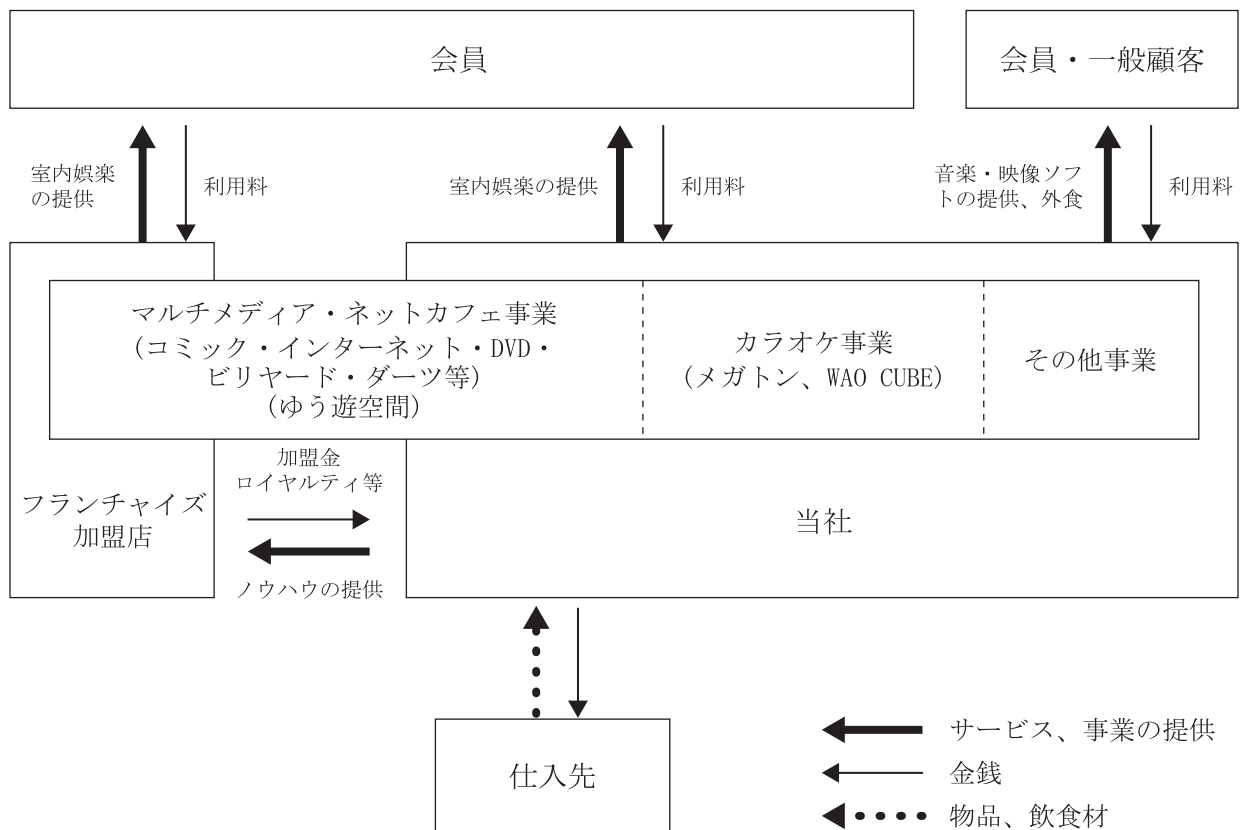 会員
会員・一般顧客
室内娯楽
の提供
利用料
室内娯楽の提供
利用料
音楽・映像ソフ
トの提供、外食
利用料
マルチメディア・ネットカフェ事業
(コミック・インターネット・DVD・
ビリヤード・ダーツ等)
(ゆう遊空間)
カラオケ事業
(メガトン、WAO CUBE)
その他事業
フランチャイズ
加盟店
加盟金
ロイヤルティ等
ノウハウの提供
当社
仕入先
サービス、事業の提供
金銭
物品、飲食材